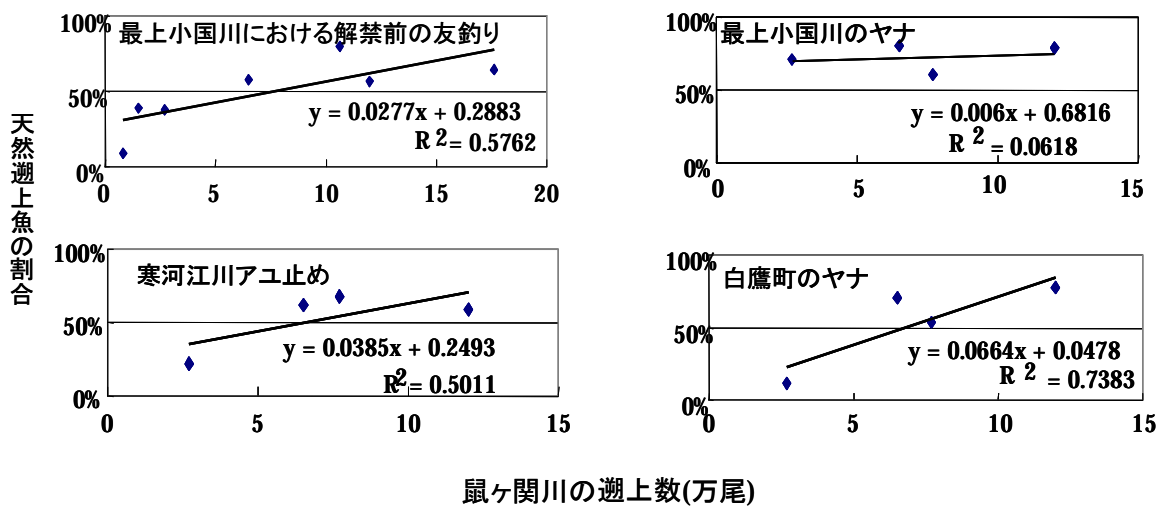 天然遡上魚の割合
100%
50%
0%
0 5 10 15 20
最上小国川における解禁前の友釣り
y = 0.0277x + 0.2883
R 2 = 0.5762
100%
50%
0%
0 5 10 15
最上小国川のヤナ
y = 0.006x + 0.6816
R 2 = 0.0618
100%
50%
0%
0 5 10 15
寒河江川アユ止め
y = 0.0385x + 0.2493
R2 = 0.5011
100%
50%
0%
0 5 10 15
白鷹町のヤナ
y = 0.0664x + 0.0478
R 2 = 0.7383
鼠ヶ関川の遡上数(万尾)